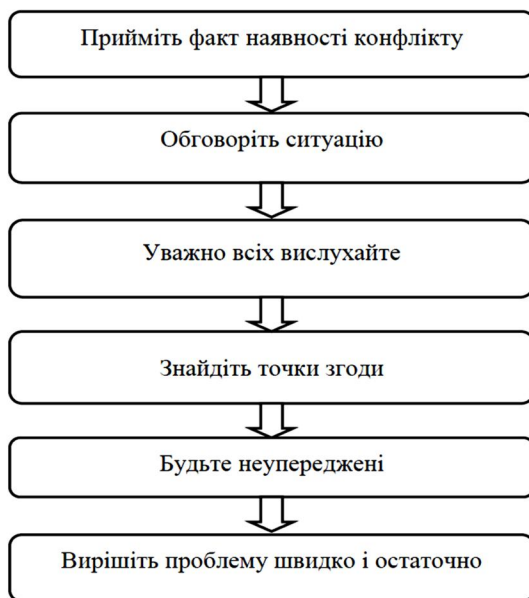 Прийміть факт наявності конфлікту
Обговоріть ситуацію
Уважно всіх вислухайте
Знайдіть точки згоди
Будьте неупереджені
Вирішіть проблему швидко і остаточно